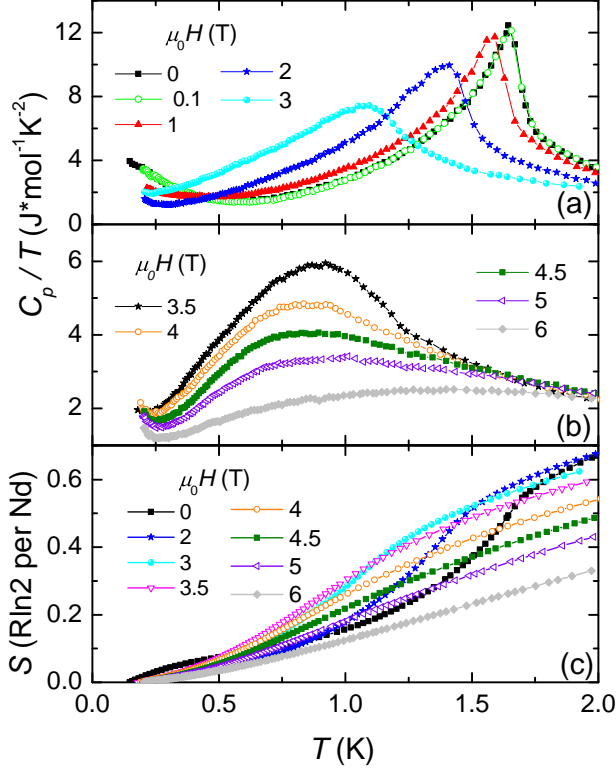 μ₀H (T)
0
0.1
1
2
3
12
8
4
0
(a)
C_p / T (J*mol⁻¹K⁻²)
μ₀H (T)
3.5
4
4.5
5
6
6
4
2
(b)
μ₀H (T)
0
2
3
3.5
4
4.5
5
6
0.6
0.4
0.2
0.0
S (Rln2 per Nd)
(c)
0.0 0.5 1.0 1.5 2.0
T (K)